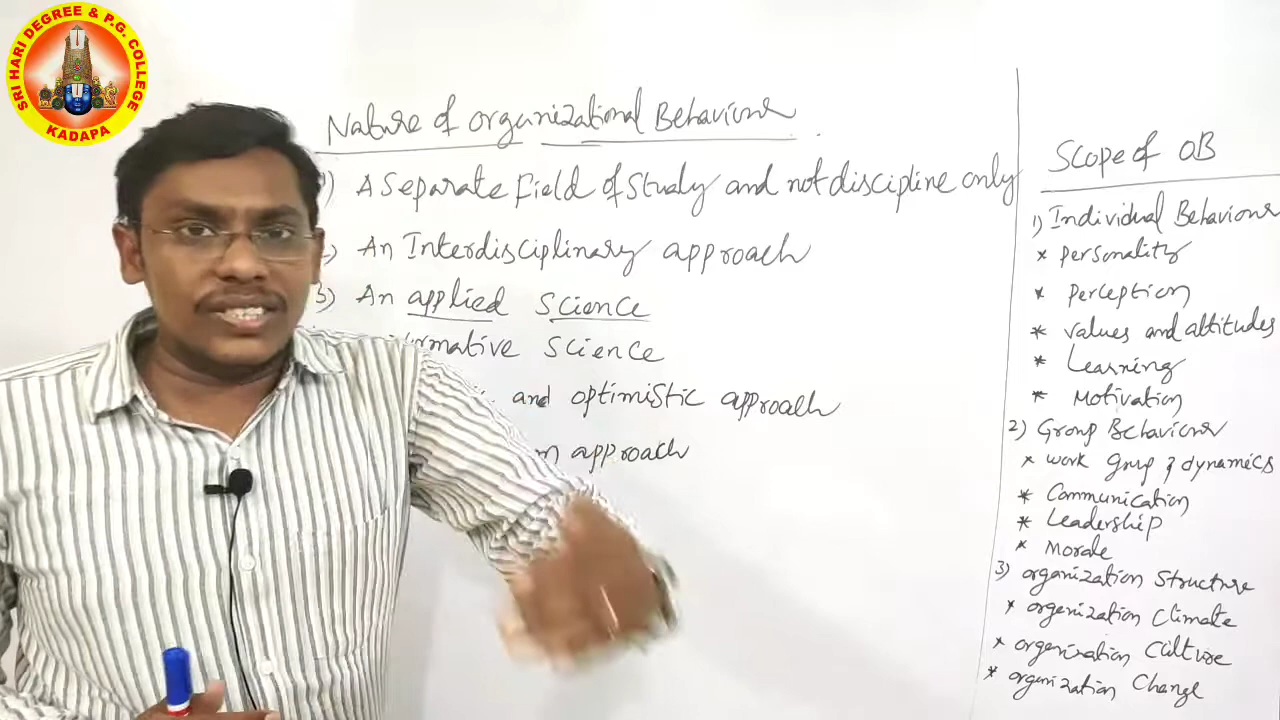 SRI HARI DEGREE & P.G. COLLEGE
KADAPA
Nature of organizational Behaviour
1) A Separate Field of Study and not discipline only
2) An Interdisciplinary approach
3) An applied Science
Science
and optimistic approach
approach
Scope of OB
1) Individual Behaviour
* personality
* perception
* values and attitudes
* Learning
* Motivation
2) Group Behaviour
* work group & dynamics
* Communication
* Leadership
* Morale
3) organization Structure
* organization Climate
* organization Culture
* organization Change